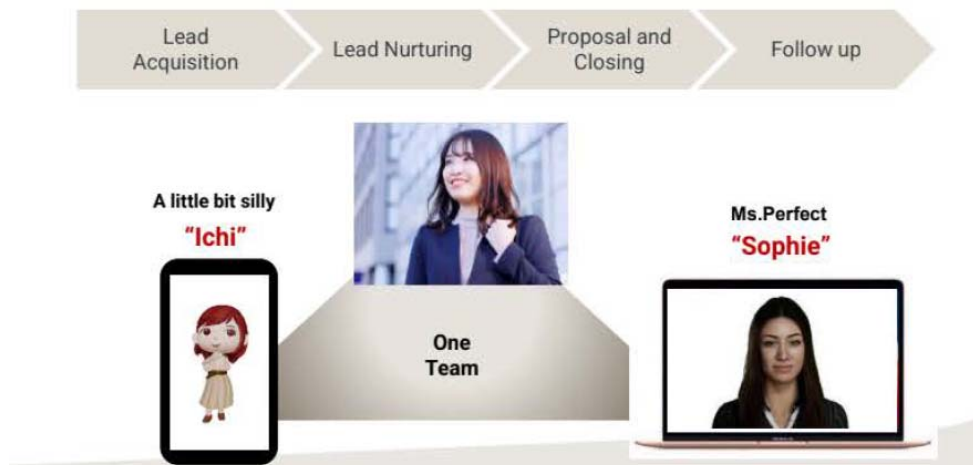 Lead
Acquisition
Lead Nurturing
Proposal and
Closing
Follow up
A little bit silly
“Ichi”
Ms.Perfect
“Sophie”
One
Team